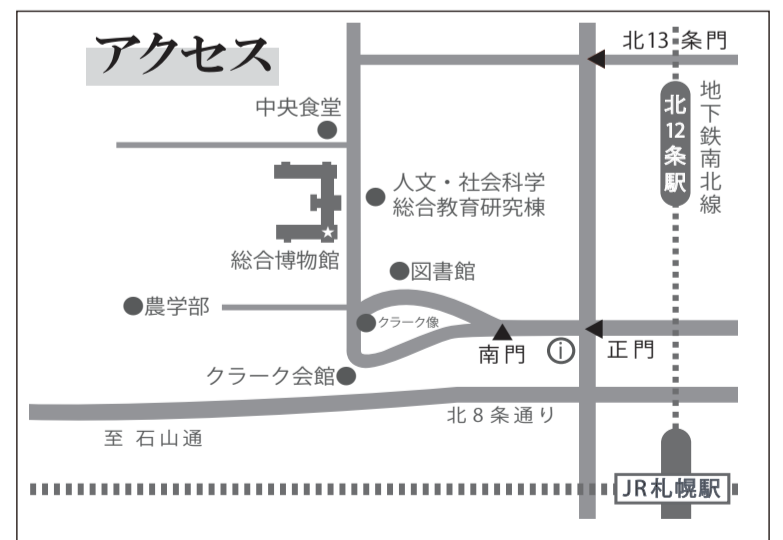 アクセス
北13条門
中央食堂
地下鉄南北線
北12条駅
人文・社会科学
総合教育研究棟
総合博物館
図書館
農学部
クラーク像
南門
i
正門
クラーク会館
北8条通り
至 石山通
JR札幌駅